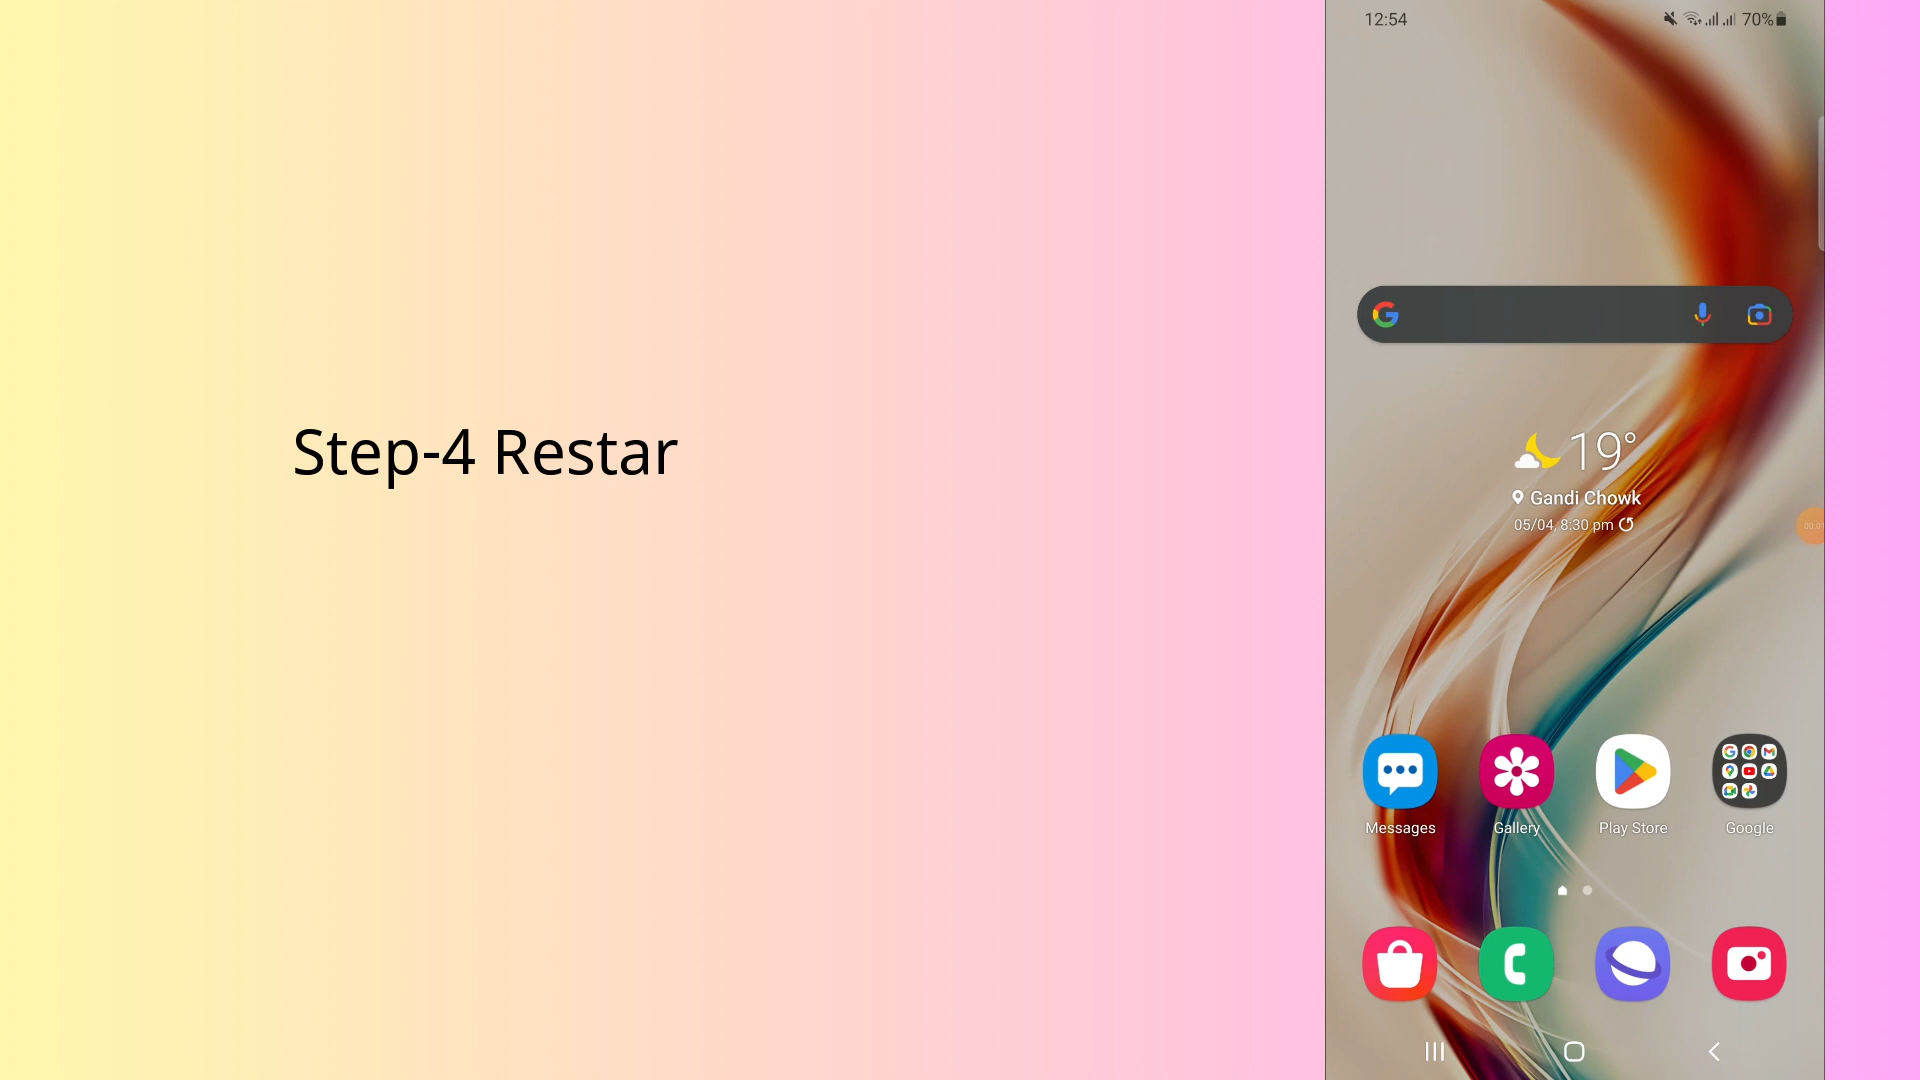 Step-4 Restar
12:54
70%
19°
Gandi Chowk
05/04, 8:30 pm
Messages
Gallery
Play Store
Google